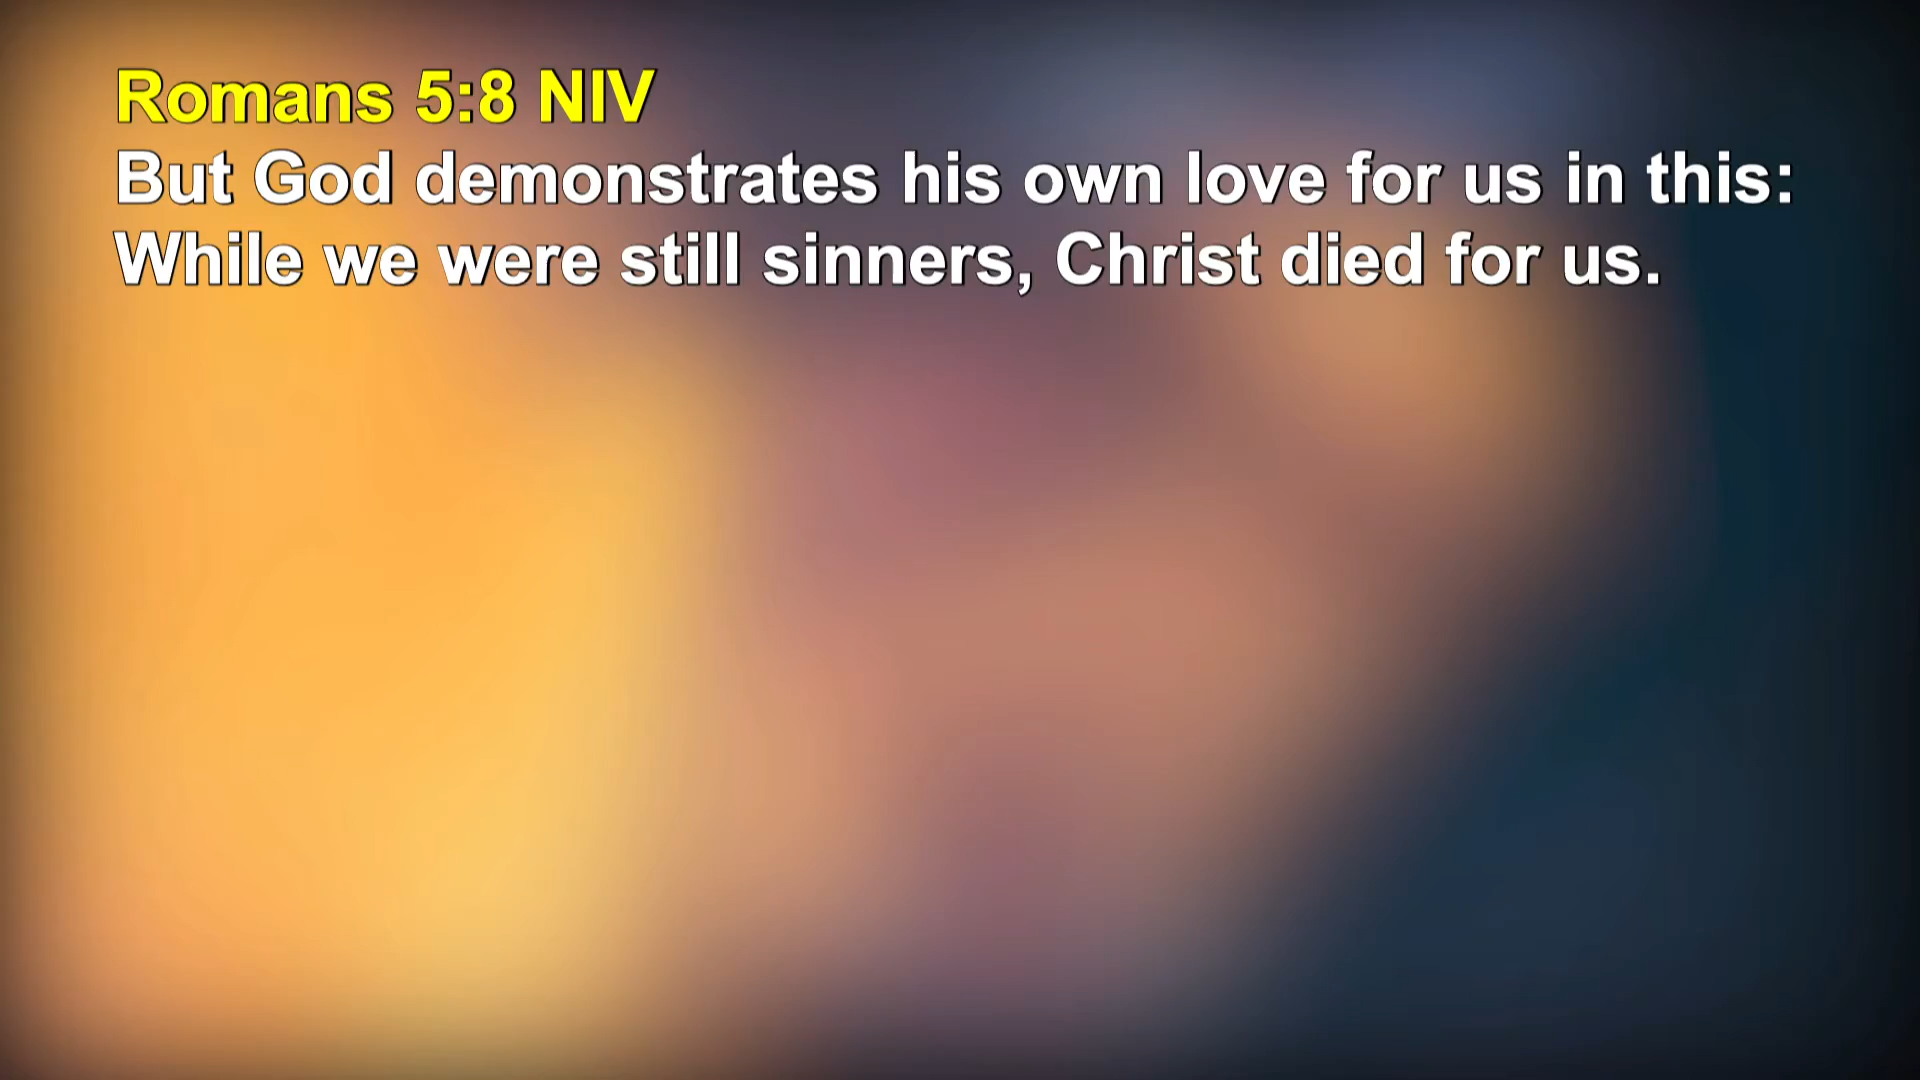 Romans 5:8 NIV
But God demonstrates his own love for us in this:
While we were still sinners, Christ died for us.